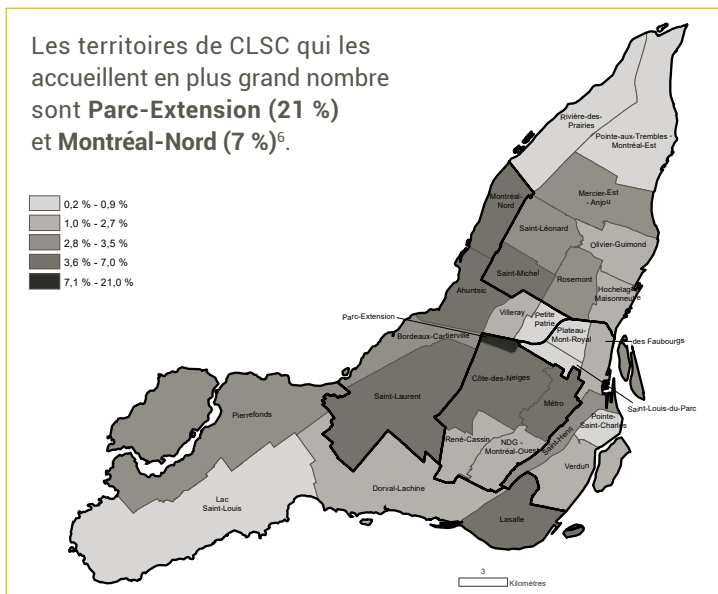 Les territoires de CLSC qui les
accueillent en plus grand nombre
sont Parc-Extension (21 %)
et Montréal-Nord (7 %)⁶.
0,2 % - 0,9 %
1,0 % - 2,7 %
2,8 % - 3,5 %
3,6 % - 7,0 %
7,1 % - 21,0 %
Rivière-des-
Prairies
Pointe-aux-Trembles -
Montréal-Est
Mercier-Est
- Anjou
Montréal-
Nord
Saint-Léonard
Olivier-Guimond
Saint-Michel
Rosemont
Hochelaga
Maisonneuve
Ahuntsic
Villeray
Petite
Patrie
Parc-Extension
Plateau-
Mont-Royal
des Faubourgs
Bordeaux-Cartierville
Saint-Laurent
Côte-des-Neiges
Métro
Saint-Louis-du-Parc
Pointe-
Saint-Charles
Pierrefonds
René-Cassin
NDG -
Montréal-Ouest
Saint-Henri
Verdun
Dorval-Lachine
Lac
Saint-Louis
Lasalle
3
Kilomètres